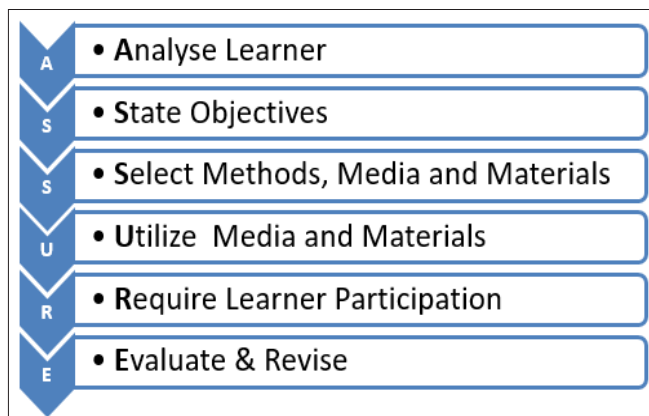 A • Analyse Learner
S • State Objectives
S • Select Methods, Media and Materials
U • Utilize Media and Materials
R • Require Learner Participation
E • Evaluate & Revise